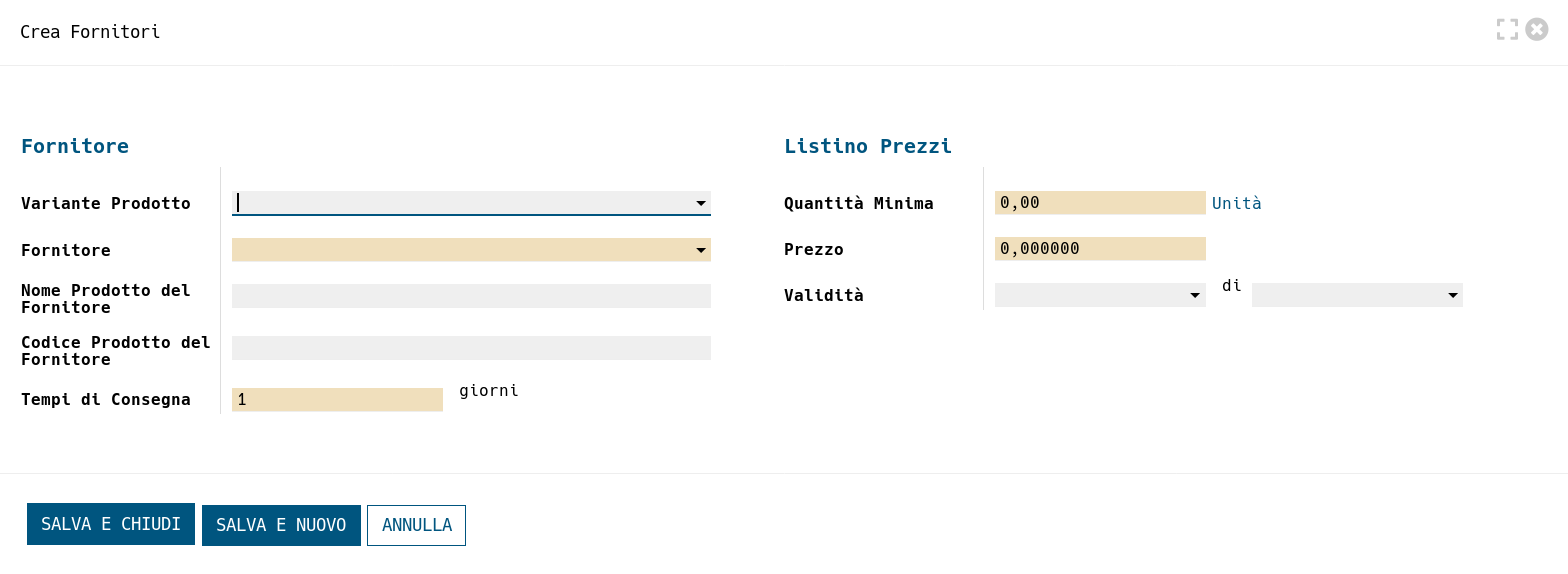 Crea Fornitori
Fornitore
Variante Prodotto
Fornitore
Nome Prodotto del
Fornitore
Codice Prodotto del
Fornitore
Tempi di Consegna 1 giorni
Listino Prezzi
Quantità Minima 0,00 Unità
Prezzo 0,000000
Validità di
SALVA E CHIUDI SALVA E NUOVO ANNULLA